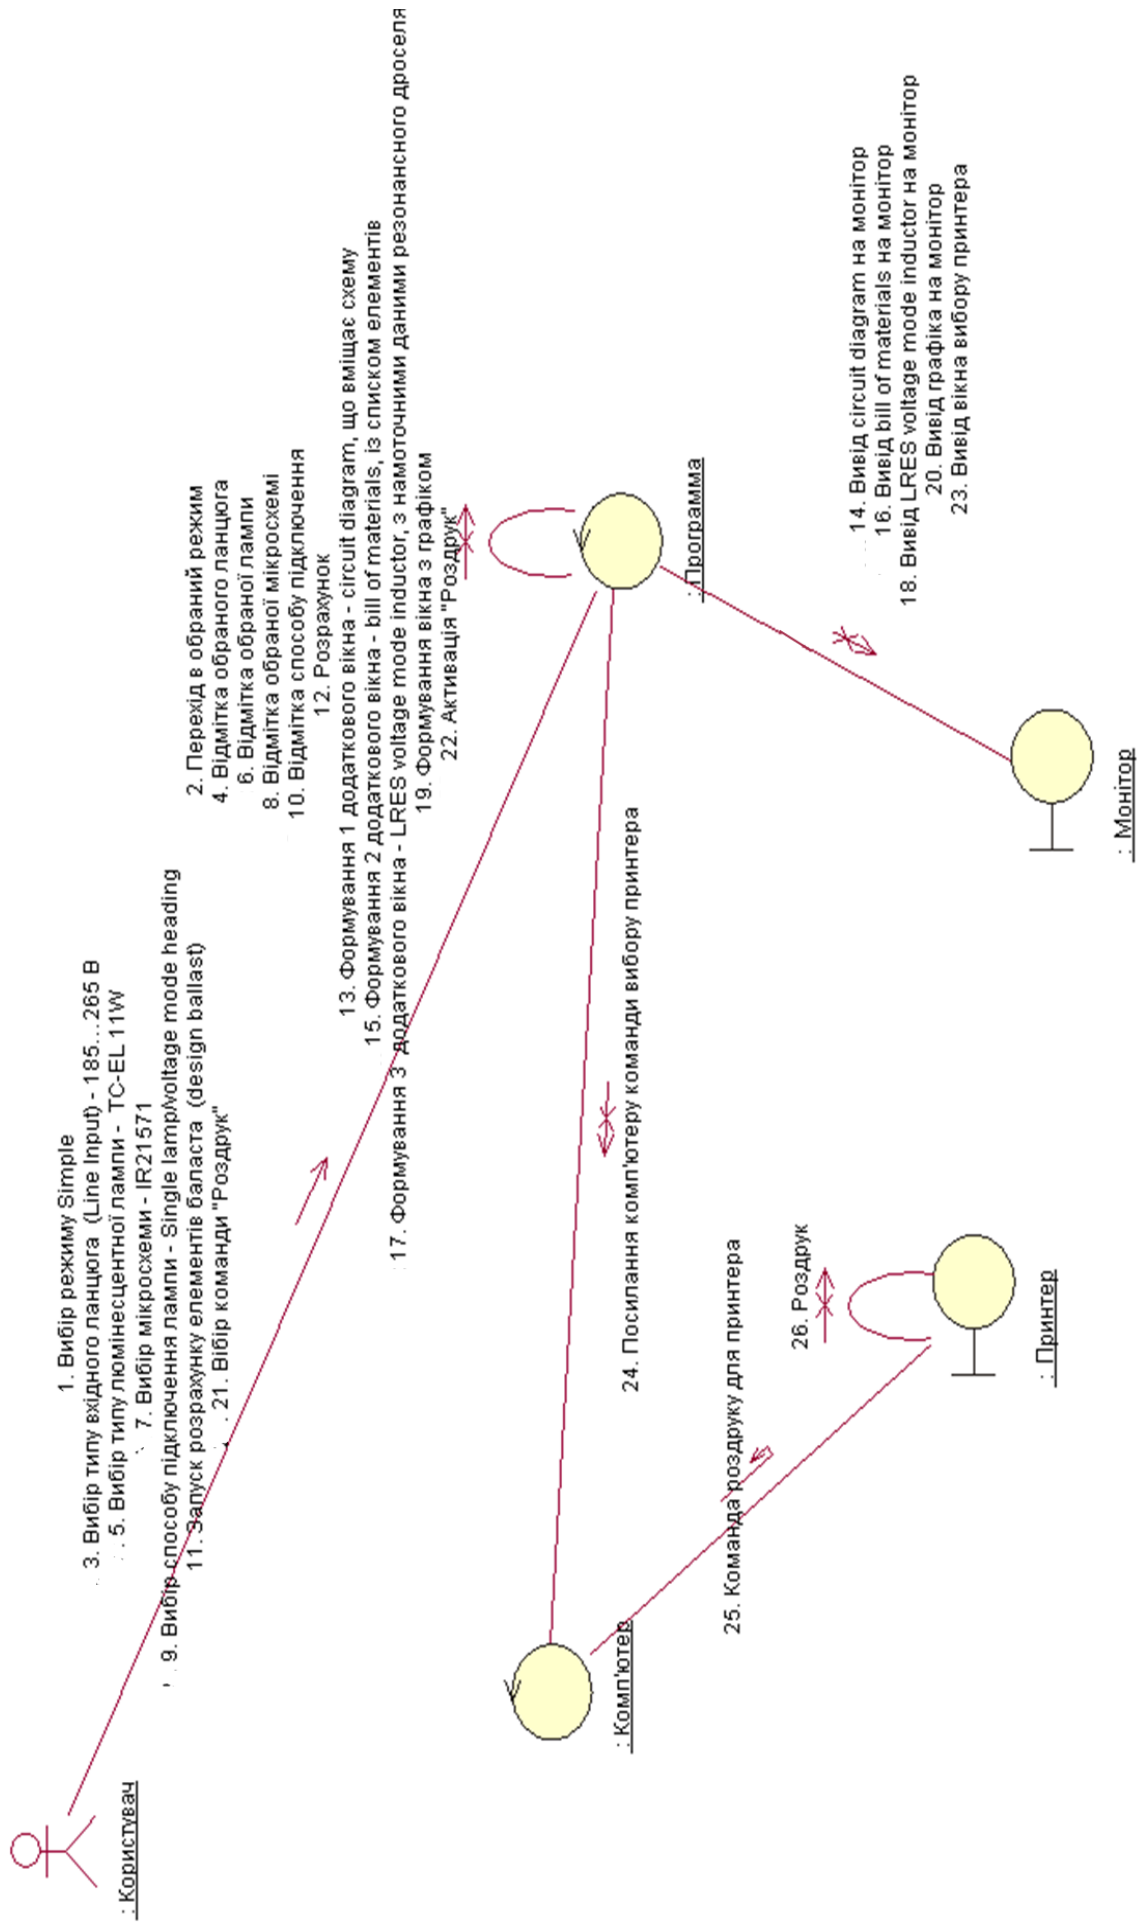 : Користувач
1. Вибір режиму Simple
3. Вибір типу вхідного ланцюга (Line Input) - 185...265 В
5. Вибір типу люмінесцентної лампи - TC-EL 11W
7. Вибір мікросхеми - IR21571
9. Вибір способу підключення лампи - Single lamp/voltage mode heading
11. Запуск розрахунку елементів баласта (design ballast)
21. Вібір команди "Роздрук"
2. Перехід в обраний режим
4. Відмітка обраного ланцюга
6. Відмітка обраної лампи
8. Відмітка обраної мікросхемі
10. Відмітка способу підключення
12. Розрахунок
13. Формування 1 додаткового вікна - circuit diagram, що вміщає схему
15. Формування 2 додаткового вікна - bill of materials, із списком елементів
17. Формування 3 додаткового вікна - LRES voltage mode inductor, з намоточними даними резонансного дроселя
19. Формування вікна з графіком
22. Активація "Роздрук"
: Программа
: Комп'ютер
24. Посилання комп'ютеру команди вибору принтера
25. Команда роздруку для принтера
26. Роздрук
: Принтер
14. Вивід circuit diagram на монітор
16. Вивід bill of materials на монітор
18. Вивід LRES voltage mode inductor на монітор
20. Вивід графіка на монітор
23. Вивід вікна вибору принтера
: Монітор